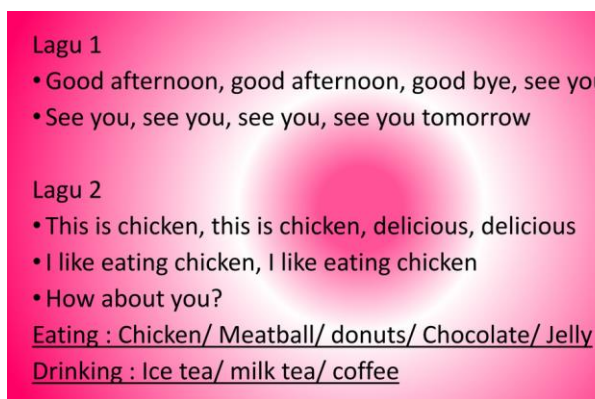 Lagu 1
• Good afternoon, good afternoon, good bye, see you
• See you, see you, see you, see you tomorrow
Lagu 2
• This is chicken, this is chicken, delicious, delicious
• I like eating chicken, I like eating chicken
• How about you?
Eating : Chicken/ Meatball/ donuts/ Chocolate/ Jelly
Drinking : Ice tea/ milk tea/ coffee